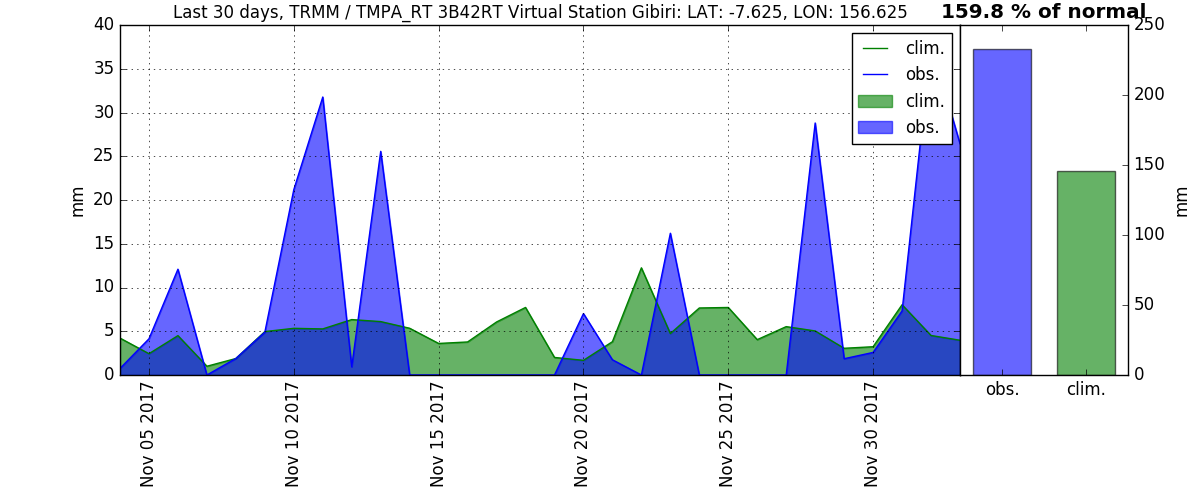 Last 30 days, TRMM / TMPA_RT 3B42RT Virtual Station Gibiri: LAT: -7.625, LON: 156.625
159.8 % of normal
40
35
30
25
20
15
10
5
0
mm
clim.
obs.
clim.
obs.
250
200
150
100
50
0
mm
Nov 05 2017
Nov 10 2017
Nov 15 2017
Nov 20 2017
Nov 25 2017
Nov 30 2017
obs.
clim.